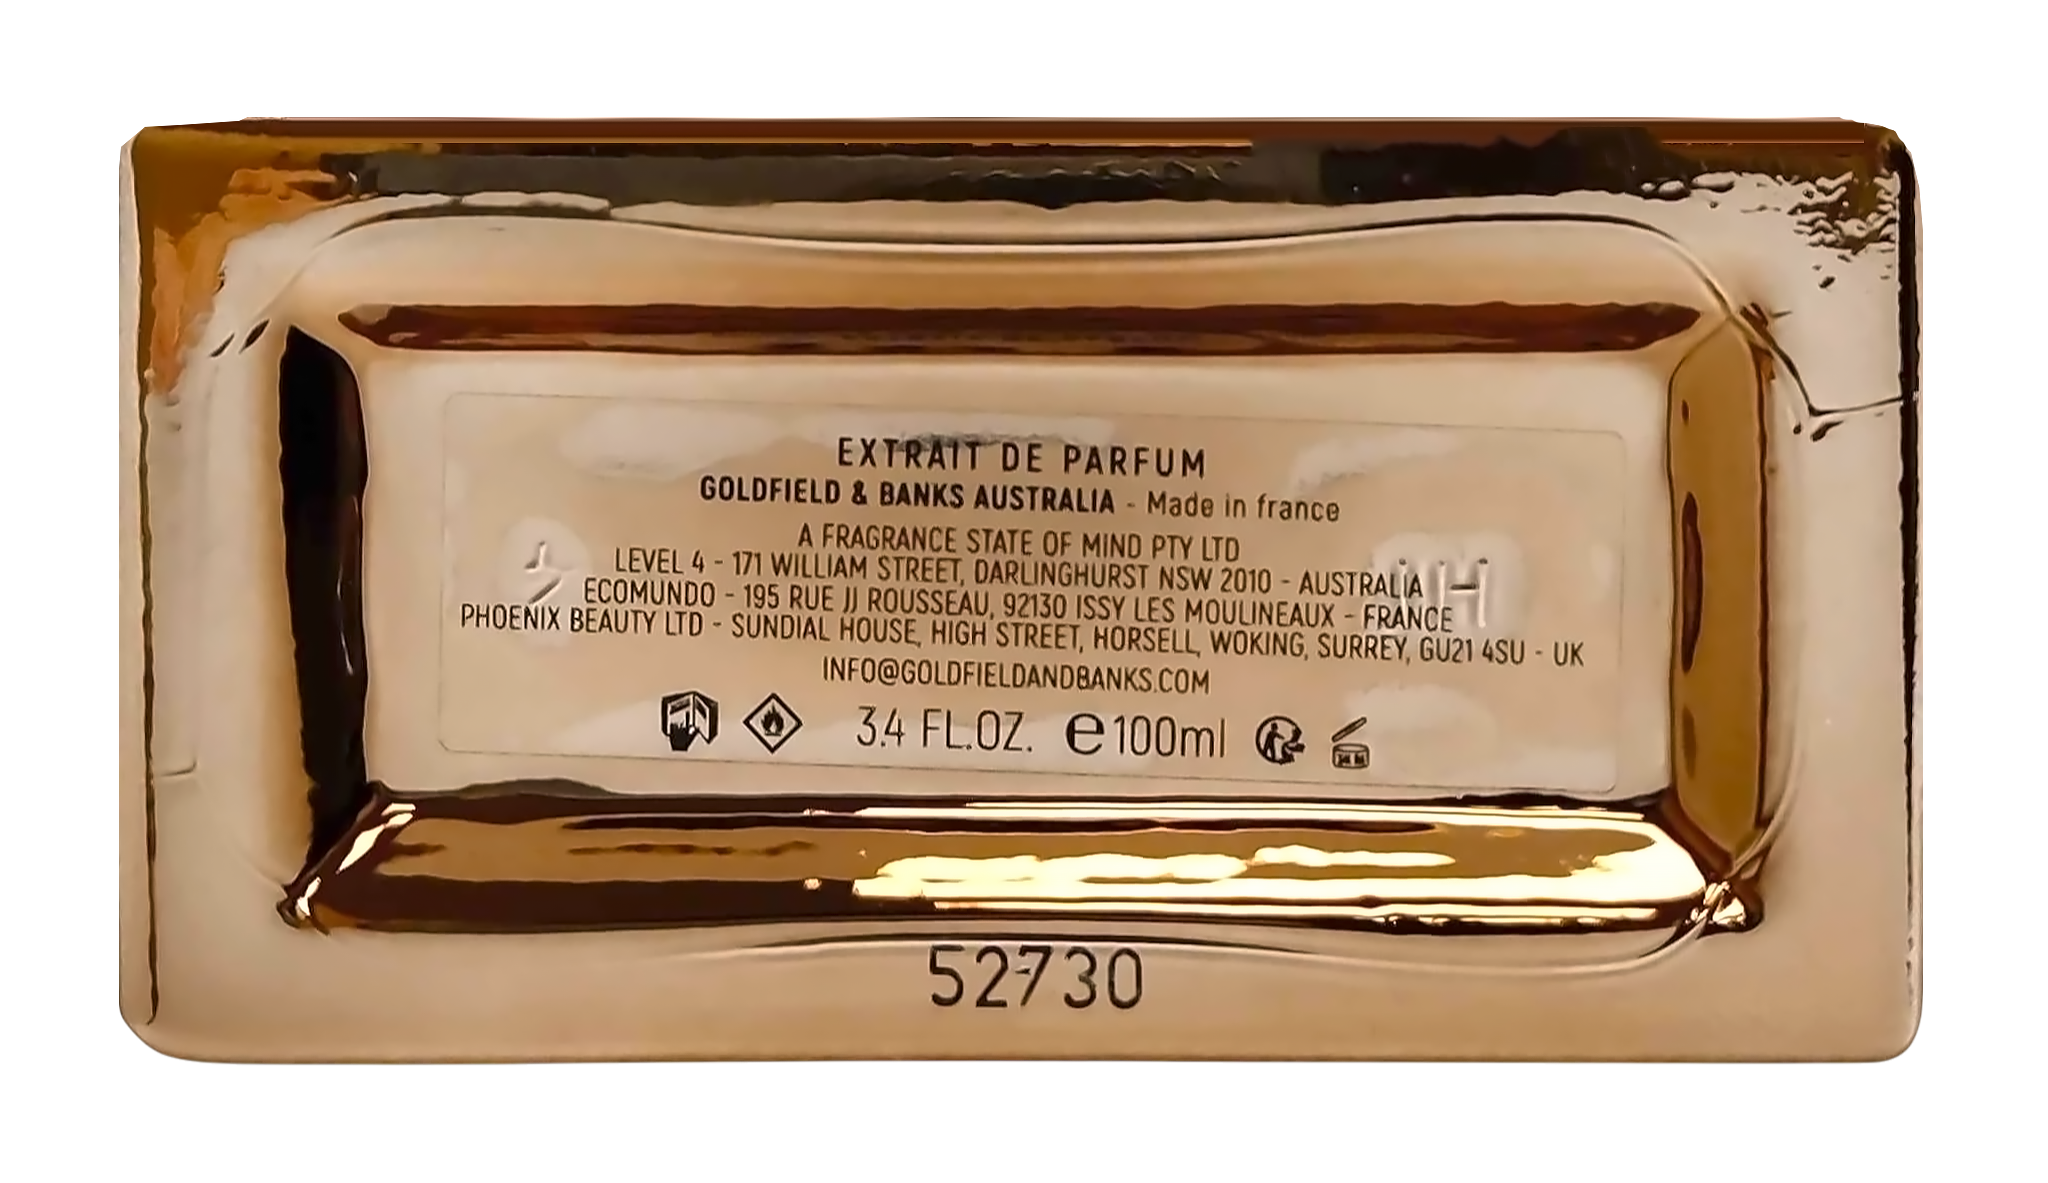 EXTRAIT DE PARFUM
GOLDFIELD & BANKS AUSTRALIA - Made in france
A FRAGRANCE STATE OF MIND PTY LTD
LEVEL 4 - 171 WILLIAM STREET, DARLINGHURST NSW 2010 - AUSTRALIA
ECOMUNDO - 195 RUE JJ ROUSSEAU, 92130 ISSY LES MOULINEAUX - FRANCE
PHOENIX BEAUTY LTD - SUNDIAL HOUSE, HIGH STREET, HORSELL, WOKING, SURREY, GU21 4SU - UK
INFO@GOLDFIELDANDBANKS.COM
3.4 FL.OZ. e100ml
52730